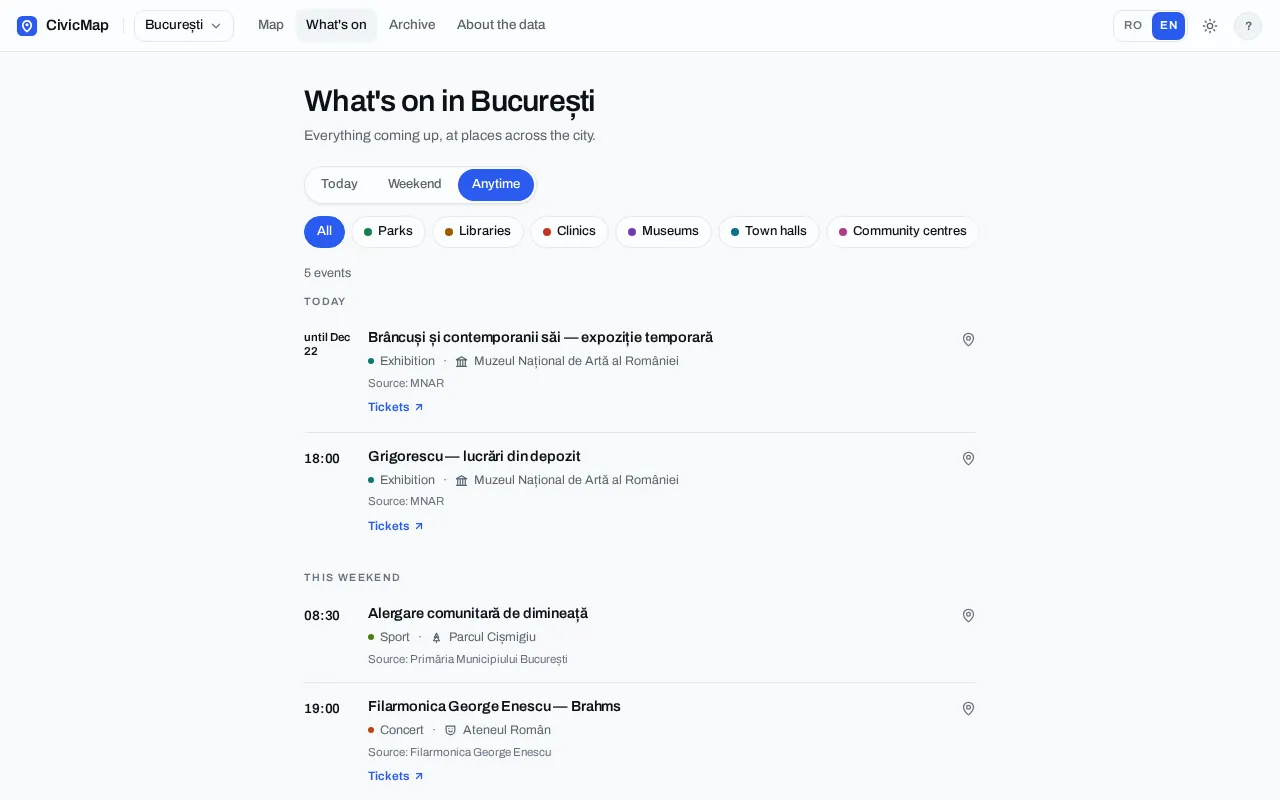 CivicMap
București
Map
What's on
Archive
About the data
RO
EN
?
What's on in București
Everything coming up, at places across the city.
Today
Weekend
Anytime
All
Parks
Libraries
Clinics
Museums
Town halls
Community centres
5 events
TODAY
until Dec
22
Brâncuși și contemporanii săi — expoziție temporară
Exhibition · Muzeul Național de Artă al României
Source: MNAR
Tickets
18:00
Grigorescu — lucrări din depozit
Exhibition · Muzeul Național de Artă al României
Source: MNAR
Tickets
THIS WEEKEND
08:30
Alergare comunitară de dimineață
Sport · Parcul Cișmigiu
Source: Primăria Municipiului București
19:00
Filarmonica George Enescu — Brahms
Concert · Ateneul Român
Source: Filarmonica George Enescu
Tickets